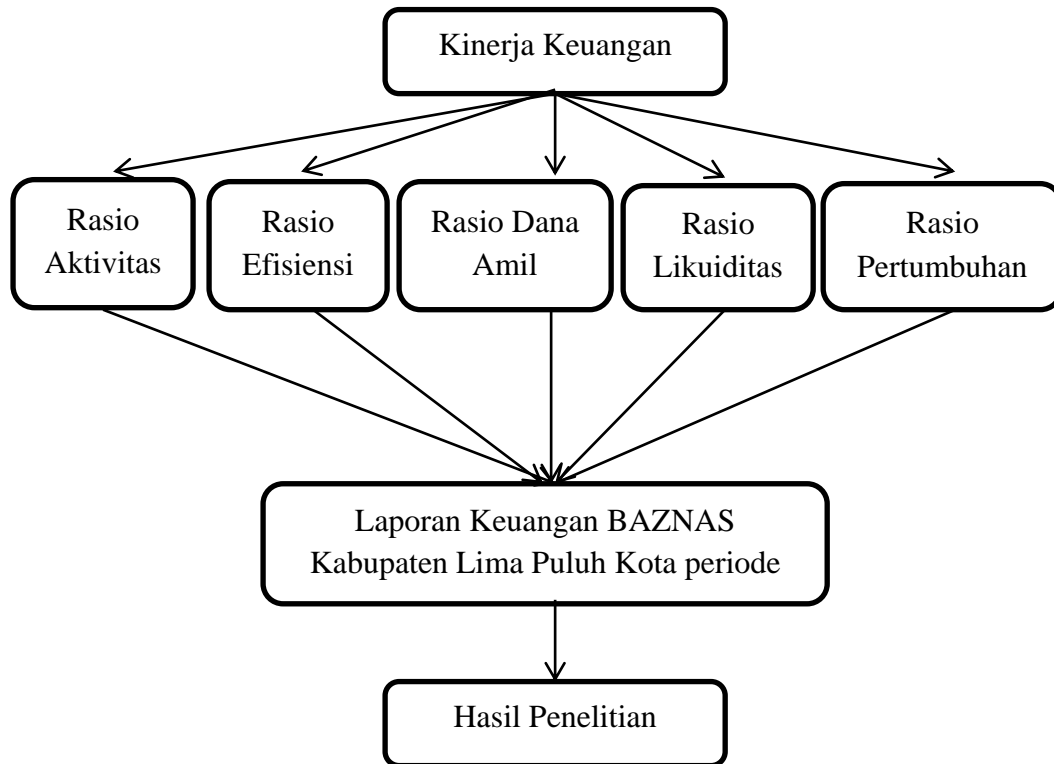 Kinerja Keuangan
Rasio
Aktivitas
Rasio
Efisiensi
Rasio Dana
Amil
Rasio
Likuiditas
Rasio
Pertumbuhan
Laporan Keuangan BAZNAS
Kabupaten Lima Puluh Kota periode
Hasil Penelitian